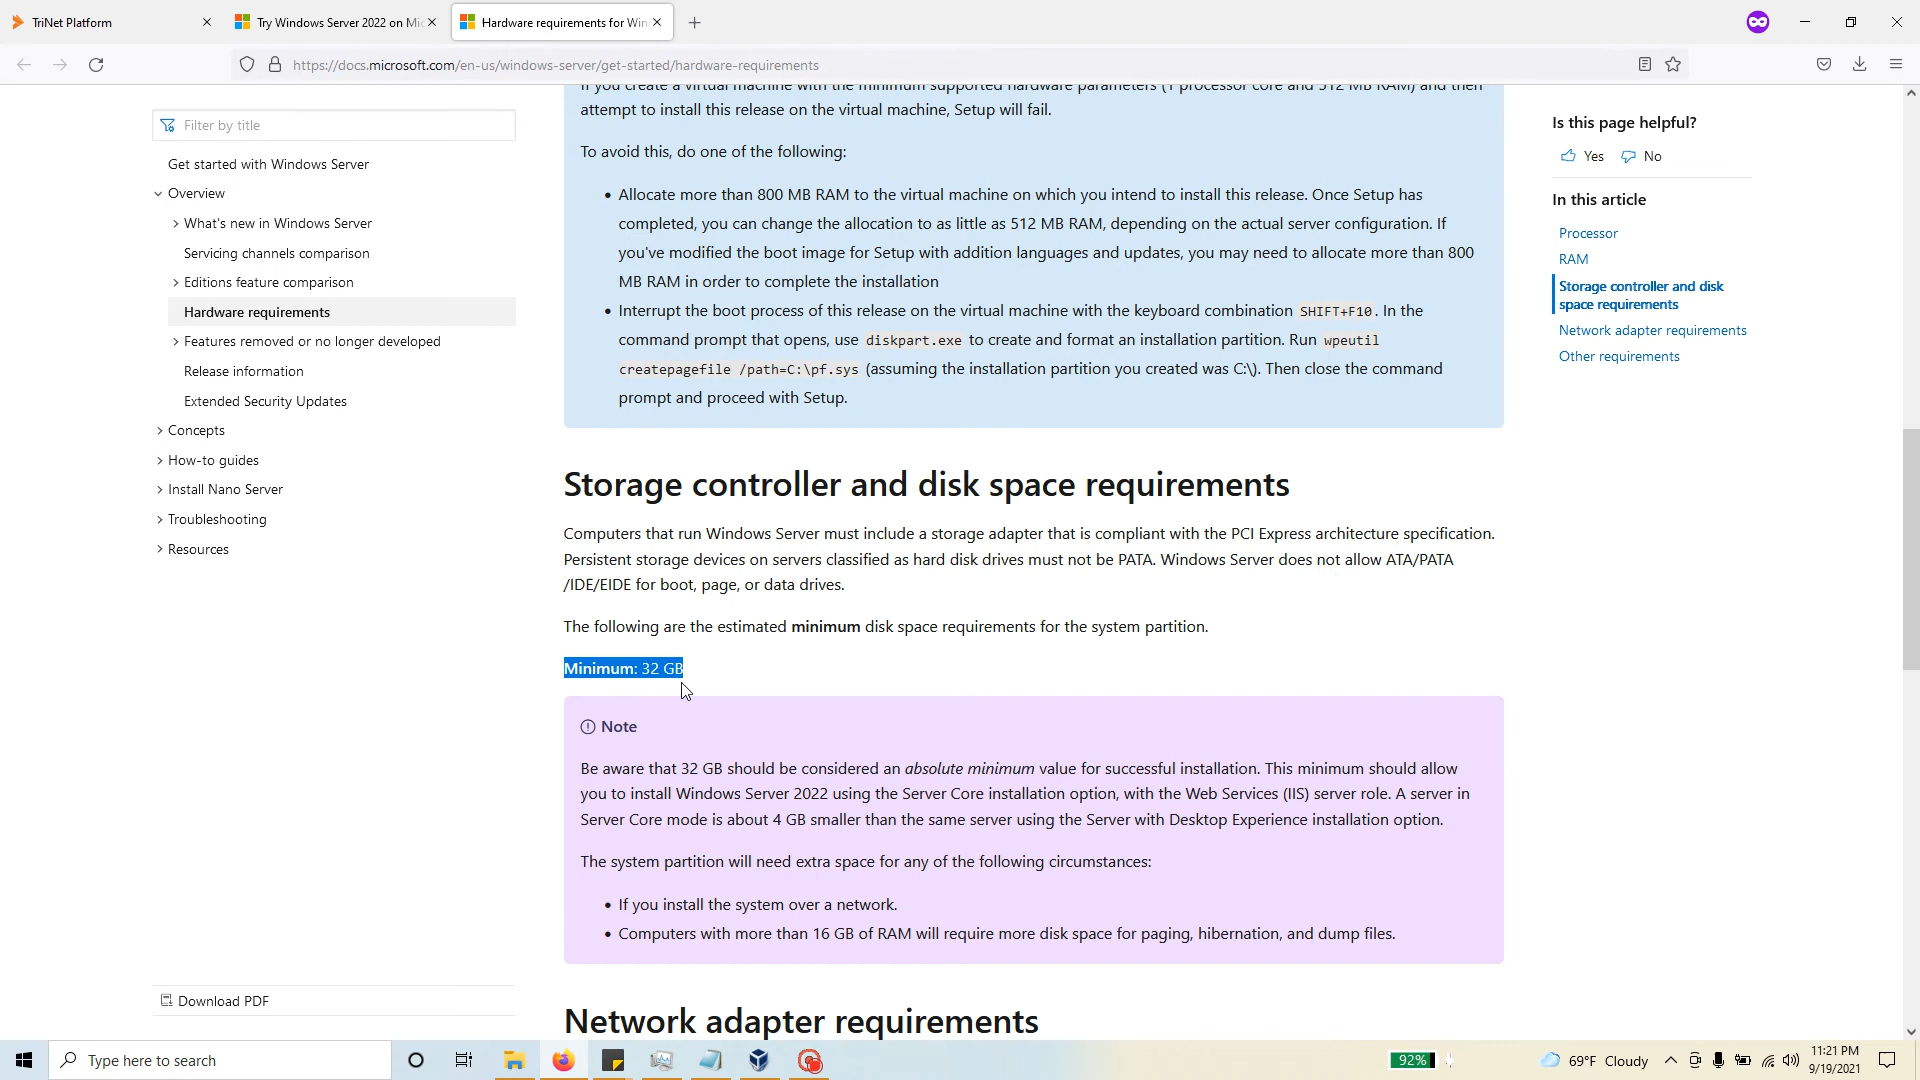 TriNet Platform
Try Windows Server 2022 on Mic
Hardware requirements for Win
https://docs.microsoft.com/en-us/windows-server/get-started/hardware-requirements
Filter by title
Get started with Windows Server
Overview
What's new in Windows Server
Servicing channels comparison
Editions feature comparison
Hardware requirements
Features removed or no longer developed
Release information
Extended Security Updates
Concepts
How-to guides
Install Nano Server
Troubleshooting
Resources
Download PDF
If you create a virtual machine with the minimum supported hardware parameters (1 processor core and 512 MB RAM) and then
attempt to install this release on the virtual machine, Setup will fail.
To avoid this, do one of the following:
• Allocate more than 800 MB RAM to the virtual machine on which you intend to install this release. Once Setup has
completed, you can change the allocation to as little as 512 MB RAM, depending on the actual server configuration. If
you've modified the boot image for Setup with addition languages and updates, you may need to allocate more than 800
MB RAM in order to complete the installation
• Interrupt the boot process of this release on the virtual machine with the keyboard combination SHIFT+F10. In the
command prompt that opens, use diskpart.exe to create and format an installation partition. Run wpeutil
createpagefile /path=C:\pf.sys (assuming the installation partition you created was C:\). Then close the command
prompt and proceed with Setup.
Storage controller and disk space requirements
Computers that run Windows Server must include a storage adapter that is compliant with the PCI Express architecture specification.
Persistent storage devices on servers classified as hard disk drives must not be PATA. Windows Server does not allow ATA/PATA
/IDE/EIDE for boot, page, or data drives.
The following are the estimated minimum disk space requirements for the system partition.
Minimum: 32 GB
Note
Be aware that 32 GB should be considered an absolute minimum value for successful installation. This minimum should allow
you to install Windows Server 2022 using the Server Core installation option, with the Web Services (IIS) server role. A server in
Server Core mode is about 4 GB smaller than the same server using the Server with Desktop Experience installation option.
The system partition will need extra space for any of the following circumstances:
• If you install the system over a network.
• Computers with more than 16 GB of RAM will require more disk space for paging, hibernation, and dump files.
Network adapter requirements
Is this page helpful?
Yes No
In this article
Processor
RAM
Storage controller and disk
space requirements
Network adapter requirements
Other requirements
Type here to search
92%
69°F Cloudy
11:21 PM
9/19/2021